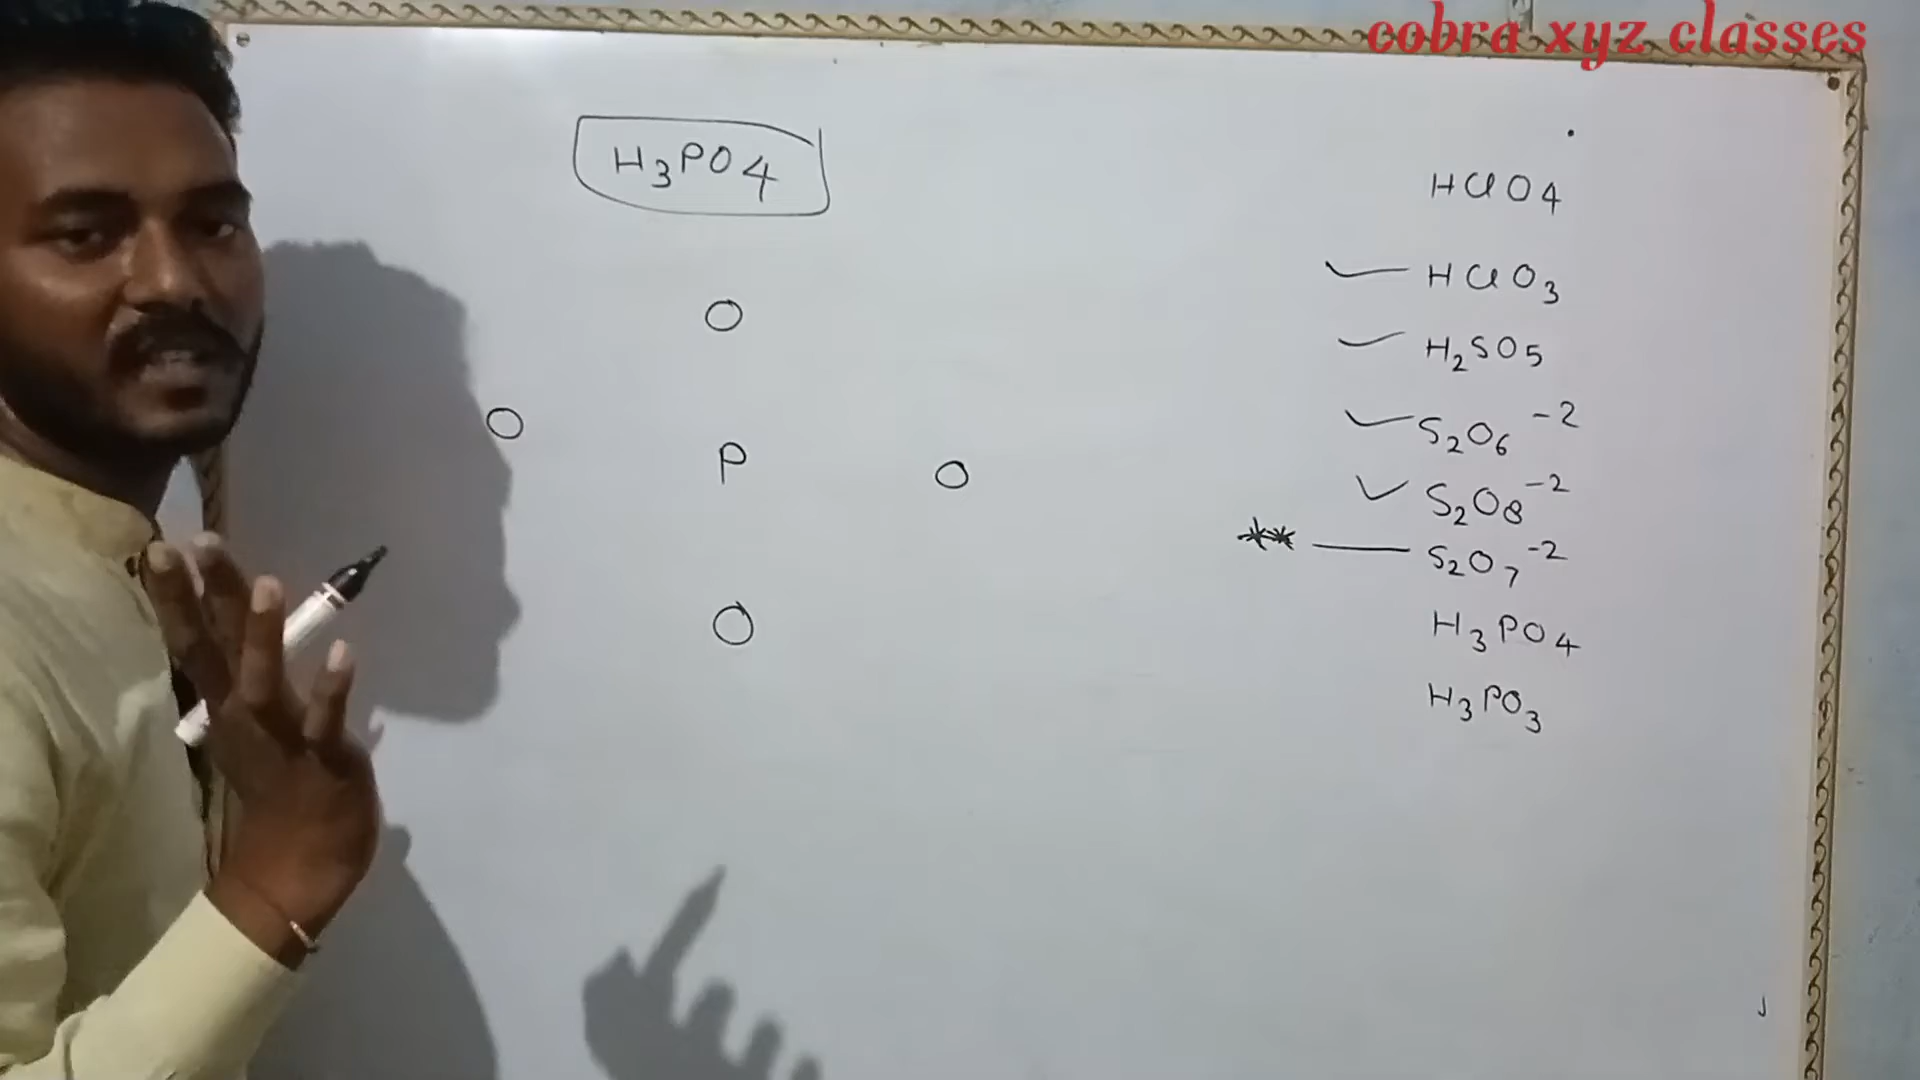 cobra xyz classes
H3PO4
HClO4
HClO3
H2SO5
S2O6 -2
S2O8 -2
** S2O7 -2
H3PO4
H3PO3
O
O
P
O
O